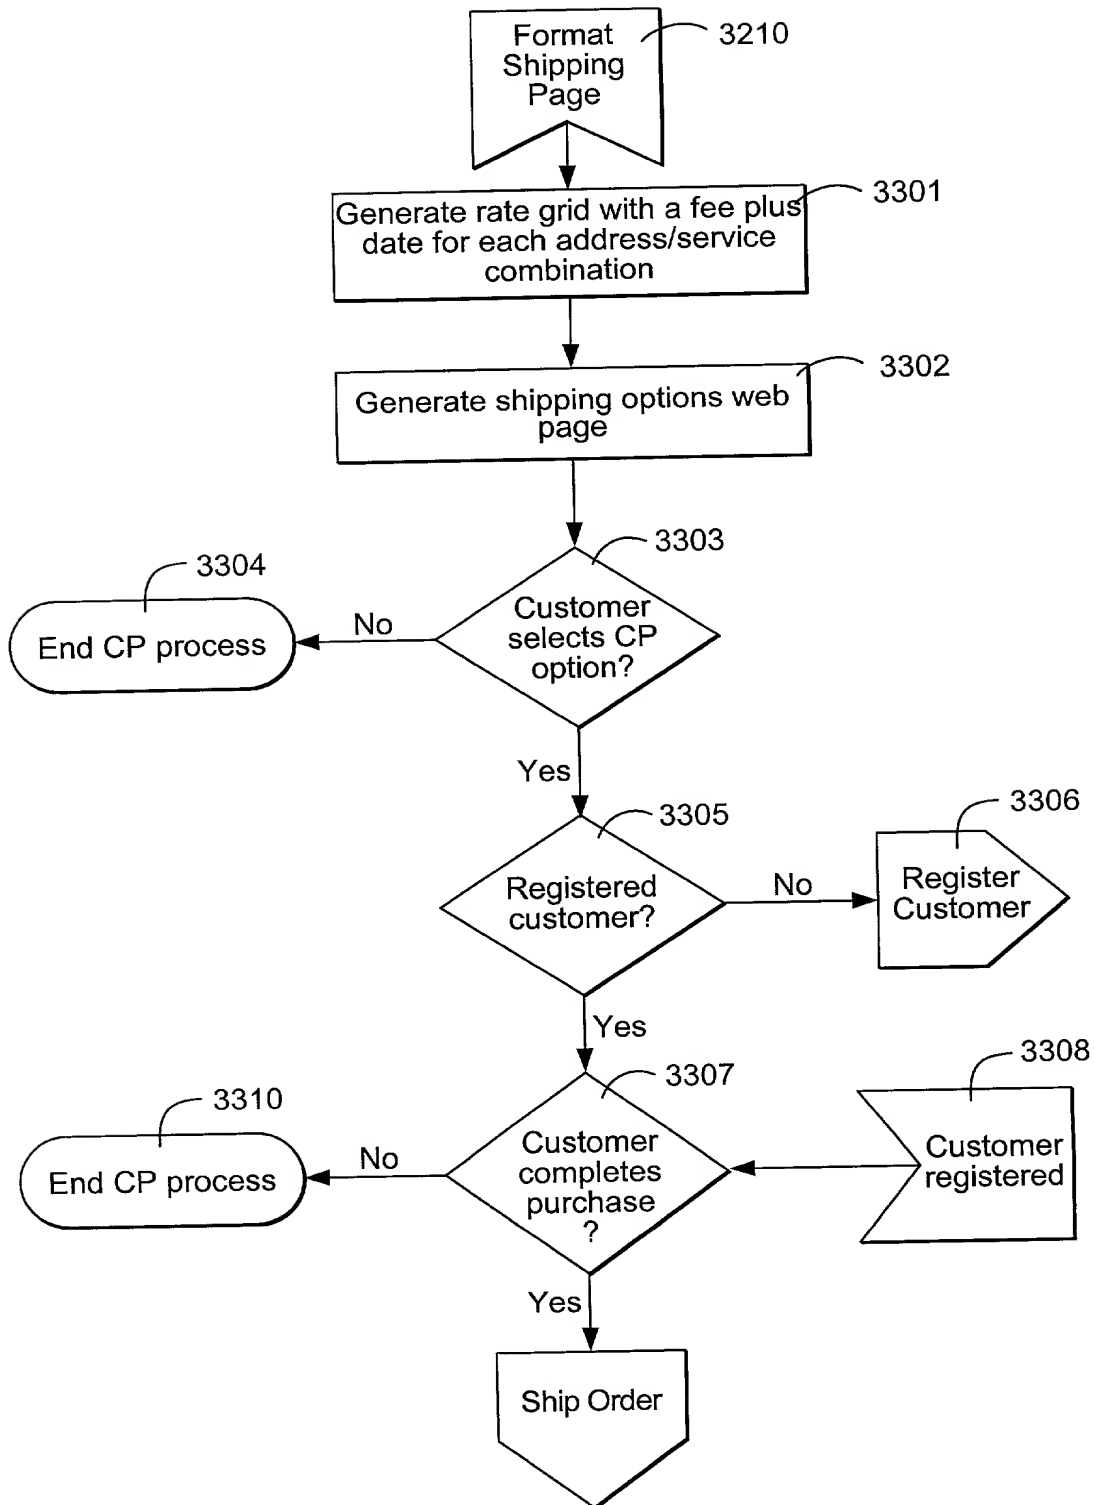 Format
Shipping
Page
3210
Generate rate grid with a fee plus
date for each address/service
combination
3301
Generate shipping options web
page
3302
Customer
selects CP
option?
3303
No
End CP process
3304
Yes
Registered
customer?
3305
No
Register
Customer
3306
Yes
Customer
completes
purchase
?
3307
Customer
registered
3308
No
End CP process
3310
Yes
Ship Order